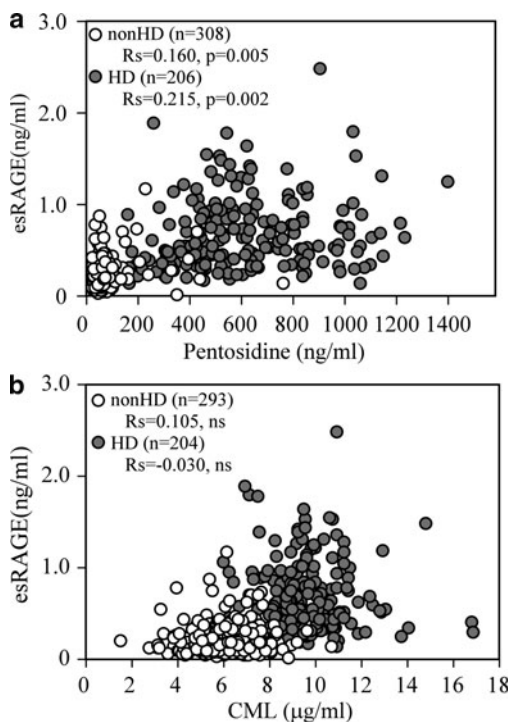 a
3.0
nonHD (n=308)
Rs=0.160, p=0.005
HD (n=206)
Rs=0.215, p=0.002
2.0
1.0
0
esRAGE(ng/ml)
0 200 400 600 800 1000 1200 1400
Pentosidine (ng/ml)
b
3.0
nonHD (n=293)
Rs=0.105, ns
HD (n=204)
Rs=-0.030, ns
2.0
1.0
0
esRAGE(ng/ml)
0 2 4 6 8 10 12 14 16 18
CML (μg/ml)